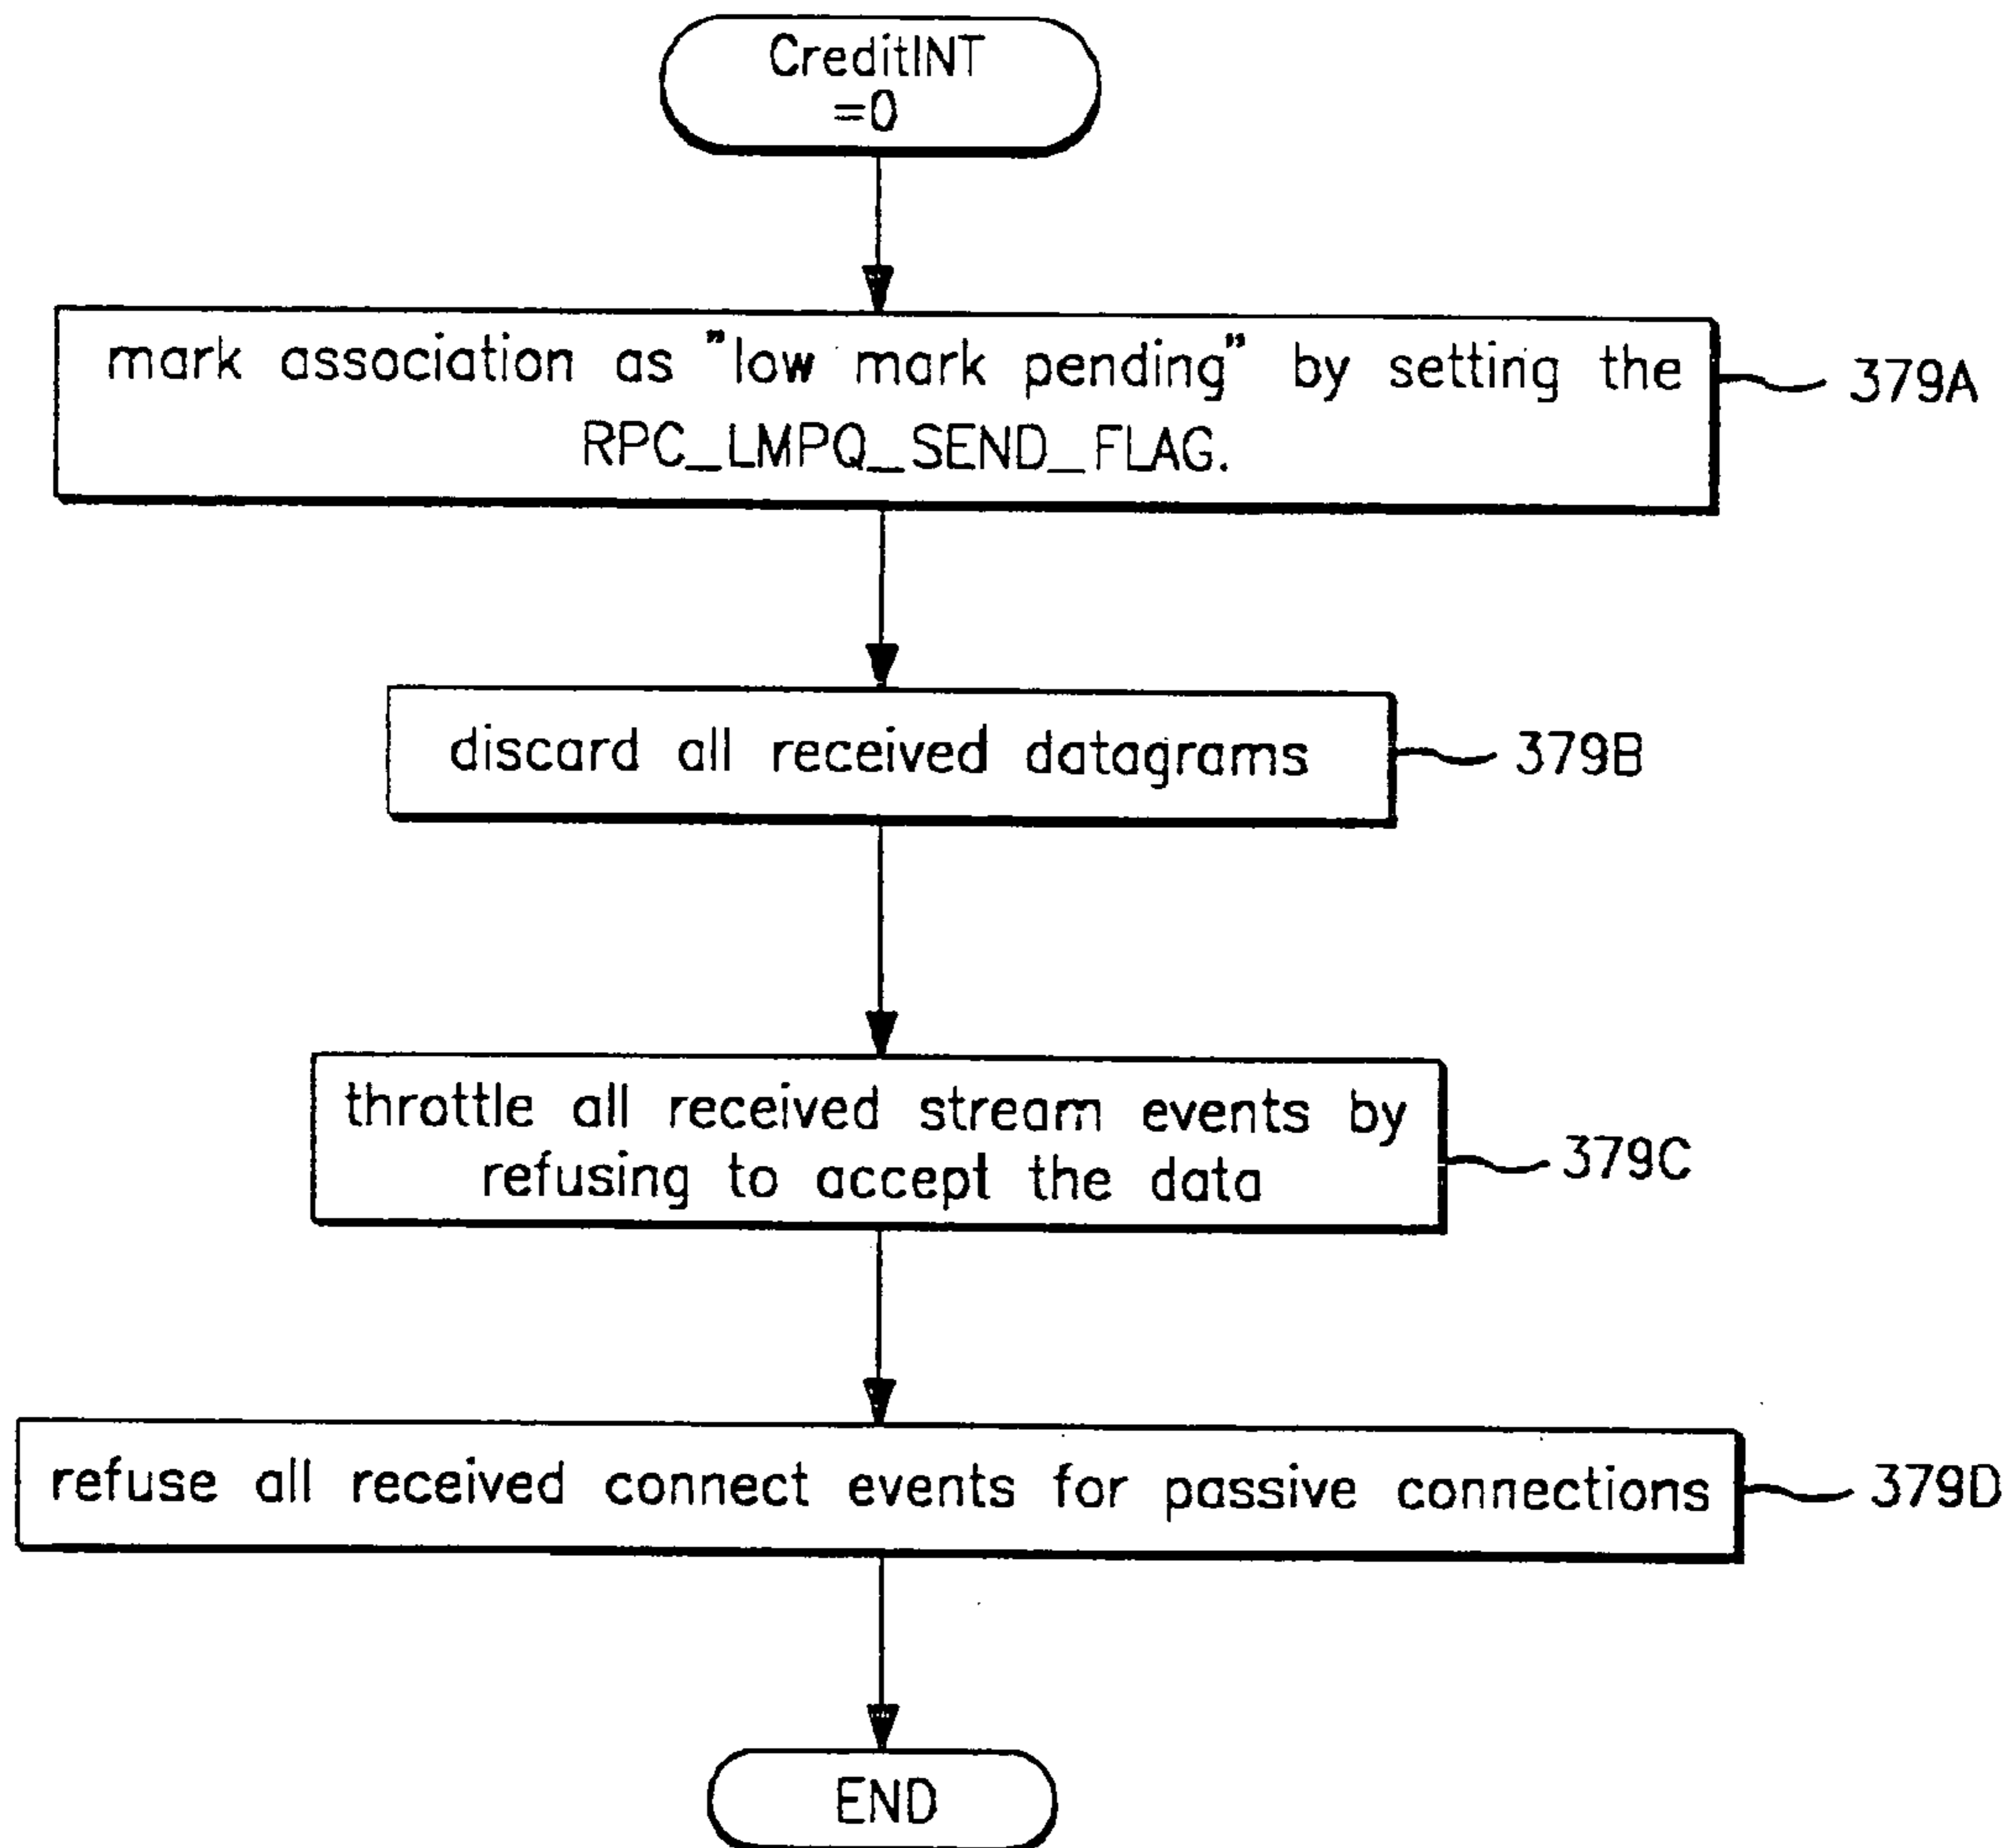 CreditINT
=0
mark association as "low mark pending" by setting the
RPC_LMPQ_SEND_FLAG.
379A
discard all received datagrams
379B
throttle all received stream events by
refusing to accept the data
379C
refuse all received connect events for passive connections
379D
END